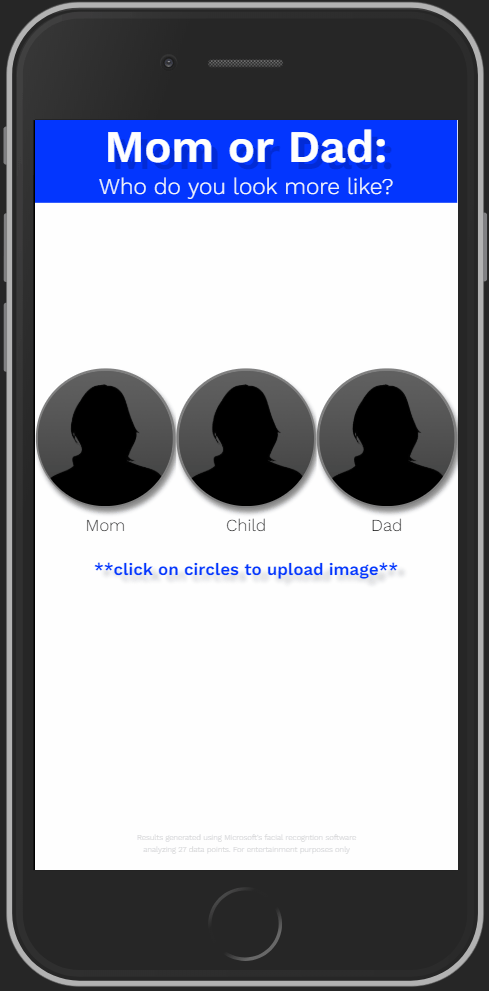 Mom or Dad:
Who do you look more like?
Mom Child Dad
**click on circles to upload image**
Results generated using Microsoft's facial recognition software
analyzing 27 data points. For entertainment purposes only